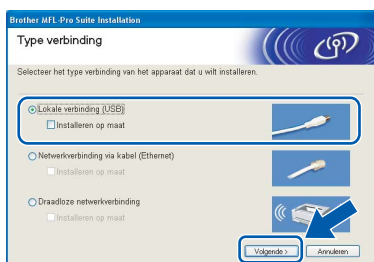 Brother MFL-Pro Suite Installation
Type verbinding
Selecteer het type verbinding van het apparaat dat u wilt installeren.
Lokale verbinding (USB)
Installeren op maat
Netwerkverbinding via kabel (Ethernet)
Installeren op maat
Draadloze netwerkverbinding
Installeren op maat
Volgende >
Annuleren